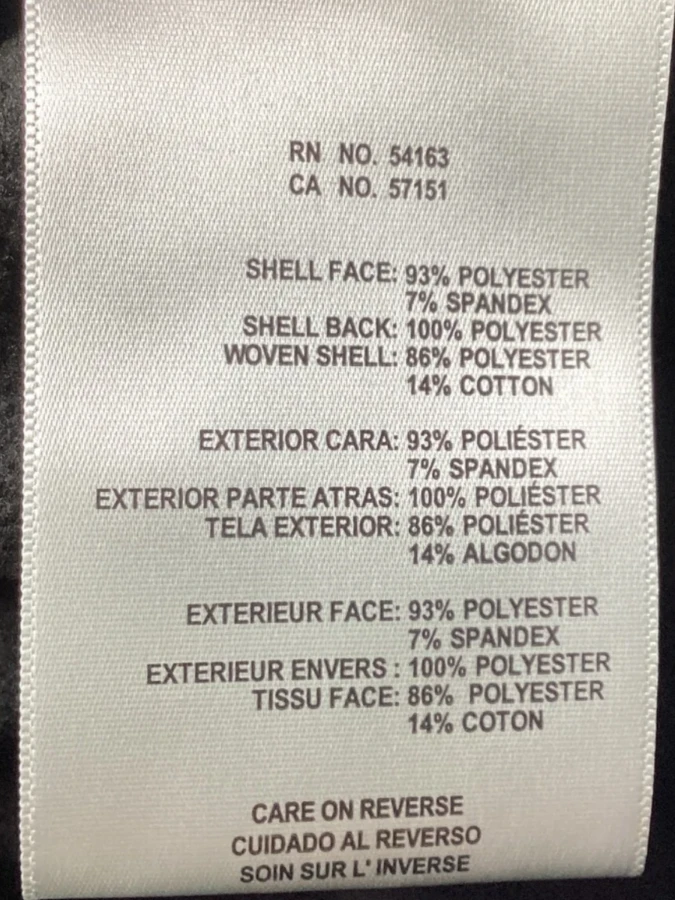 RN NO. 54163
CA NO. 57151
SHELL FACE: 93% POLYESTER
7% SPANDEX
SHELL BACK: 100% POLYESTER
WOVEN SHELL: 86% POLYESTER
14% COTTON
EXTERIOR CARA: 93% POLIÉSTER
7% SPANDEX
EXTERIOR PARTE ATRAS: 100% POLIÉSTER
TELA EXTERIOR: 86% POLIÉSTER
14% ALGODON
EXTERIEUR FACE: 93% POLYESTER
7% SPANDEX
EXTERIEUR ENVERS : 100% POLYESTER
TISSU FACE: 86% POLYESTER
14% COTON
CARE ON REVERSE
CUIDADO AL REVERSO
SOIN SUR L' INVERSE